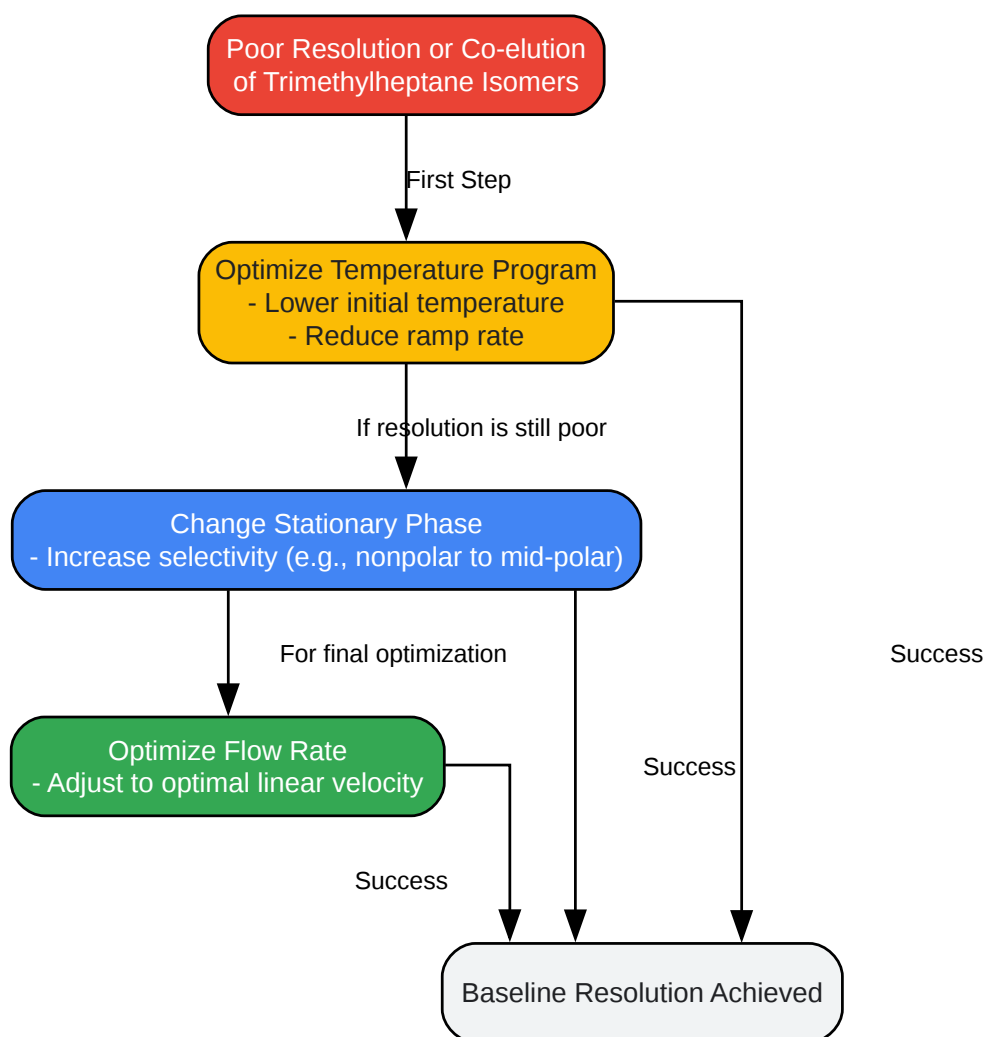 Poor Resolution or Co-elution
of Trimethylheptane Isomers
First Step
Optimize Temperature Program
- Lower initial temperature
- Reduce ramp rate
If resolution is still poor
Change Stationary Phase
- Increase selectivity (e.g., nonpolar to mid-polar)
For final optimization
Success
Optimize Flow Rate
- Adjust to optimal linear velocity
Success
Success
Baseline Resolution Achieved